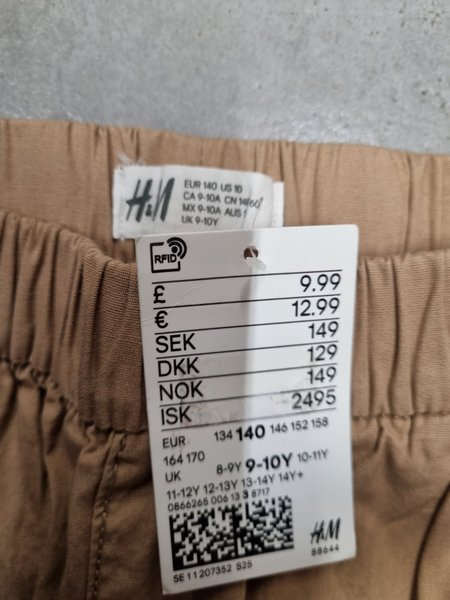 H&M
EUR 140 US 10
CA 9-10A CN 140/60
MX 9-10A AUS
UK 9-10Y
RFID
£ 9.99
€ 12.99
SEK 149
DKK 129
NOK 149
ISK 2495
EUR 134 140 146 152 158
164 170
UK 8-9Y 9-10Y 10-11Y
11-12Y 12-13Y 13-14Y 14Y+
0866265 006 13 3 8717
H&M
88644
SE 11 207352 S25